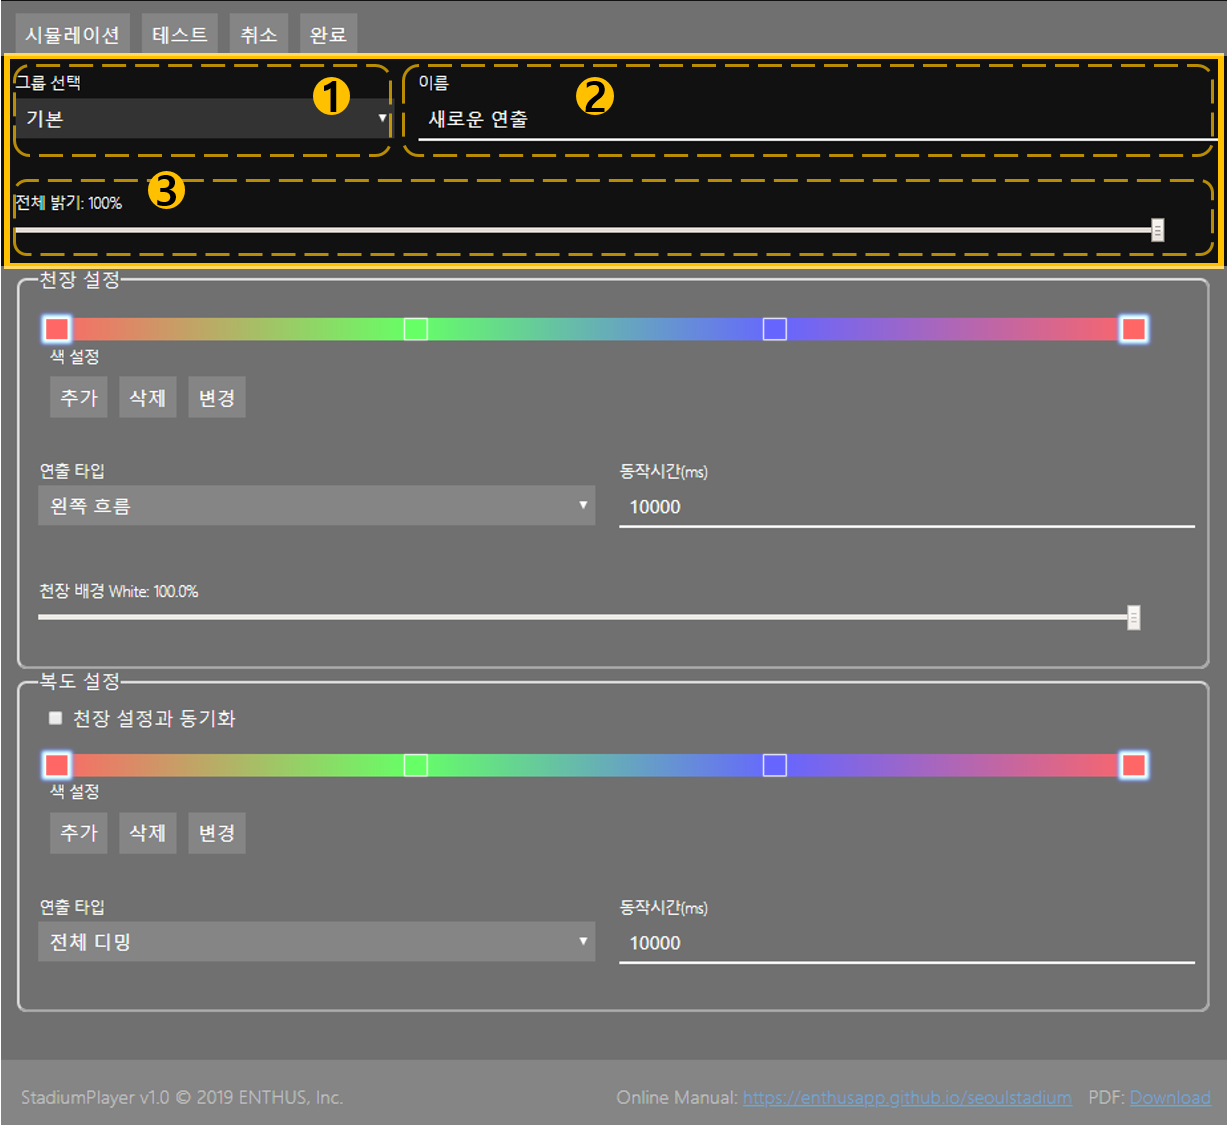 시뮬레이션 테스트 취소 완료
그룹 선택 1 이름 2
기본 새로운 연출
전체 밝기: 100% 3
천장 설정
색 설정
추가 삭제 변경
연출 타입 동작시간(ms)
왼쪽 흐름 10000
천장 배경 White: 100.0%
복도 설정
천장 설정과 동기화
색 설정
추가 삭제 변경
연출 타입 동작시간(ms)
전체 디밍 10000
StadiumPlayer v1.0 © 2019 ENTHUS, Inc. Online Manual: https://enthusapp.github.io/seoulstadium PDF: Download